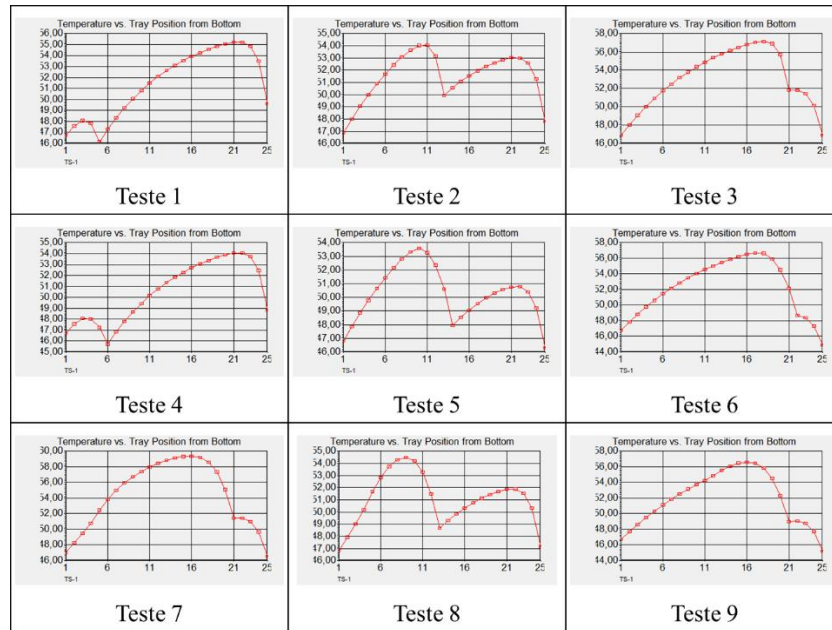 Temperature vs. Tray Position from Bottom
56,00
55,00
54,00
53,00
52,00
51,00
50,00
49,00
48,00
47,00
46,00
1 6 11 16 21 25
TS-1
Teste 1
Temperature vs. Tray Position from Bottom
55,00
54,00
53,00
52,00
51,00
50,00
49,00
48,00
47,00
46,00
1 6 11 16 21 25
TS-1
Teste 2
Temperature vs. Tray Position from Bottom
58,00
56,00
54,00
52,00
50,00
48,00
46,00
1 6 11 16 21 25
TS-1
Teste 3
Temperature vs. Tray Position from Bottom
55,00
54,00
53,00
52,00
51,00
50,00
49,00
48,00
47,00
46,00
45,00
1 6 11 16 21 25
TS-1
Teste 4
Temperature vs. Tray Position from Bottom
54,00
53,00
52,00
51,00
50,00
49,00
48,00
47,00
46,00
1 6 11 16 21 25
TS-1
Teste 5
Temperature vs. Tray Position from Bottom
58,00
56,00
54,00
52,00
50,00
48,00
46,00
44,00
1 6 11 16 21 25
TS-1
Teste 6
Temperature vs. Tray Position from Bottom
58,00
56,00
54,00
52,00
50,00
48,00
46,00
1 6 11 16 21 25
TS-1
Teste 7
Temperature vs. Tray Position from Bottom
55,00
54,00
53,00
52,00
51,00
50,00
49,00
48,00
47,00
46,00
1 6 11 16 21 25
TS-1
Teste 8
Temperature vs. Tray Position from Bottom
58,00
56,00
54,00
52,00
50,00
48,00
46,00
44,00
1 6 11 16 21 25
TS-1
Teste 9